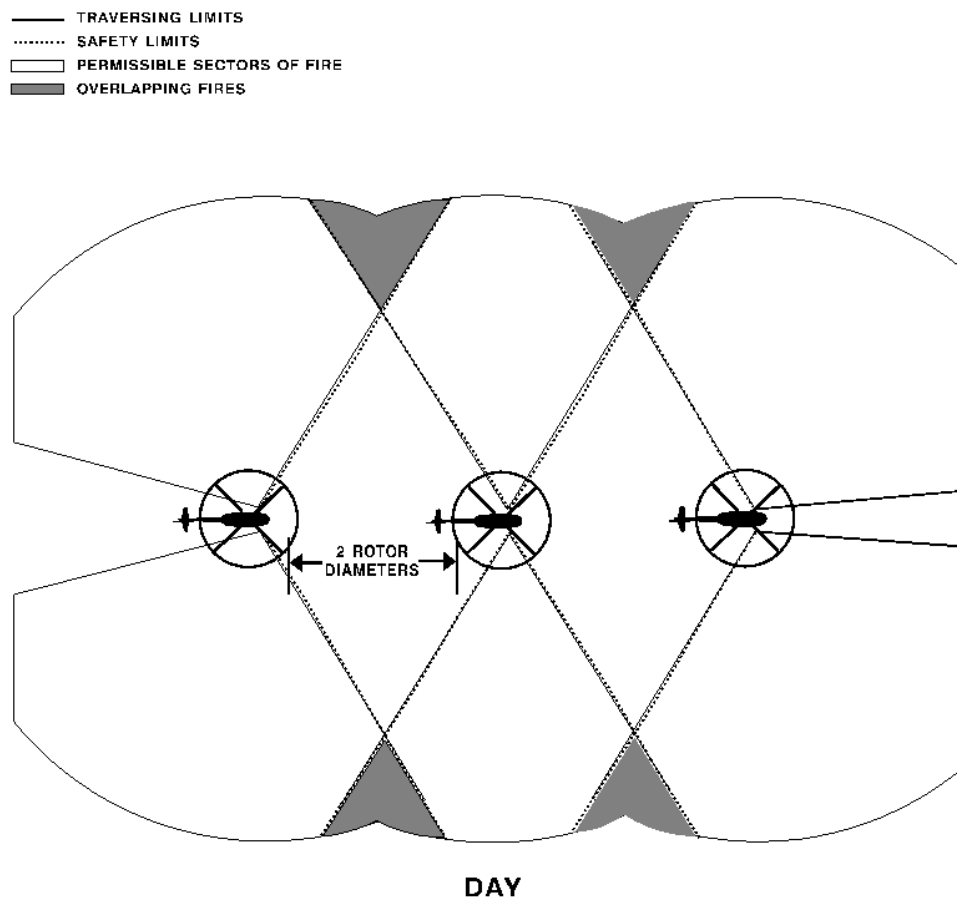 TRAVERSING LIMITS
SAFETY LIMITS
PERMISSIBLE SECTORS OF FIRE
OVERLAPPING FIRES
2 ROTOR
DIAMETERS
DAY